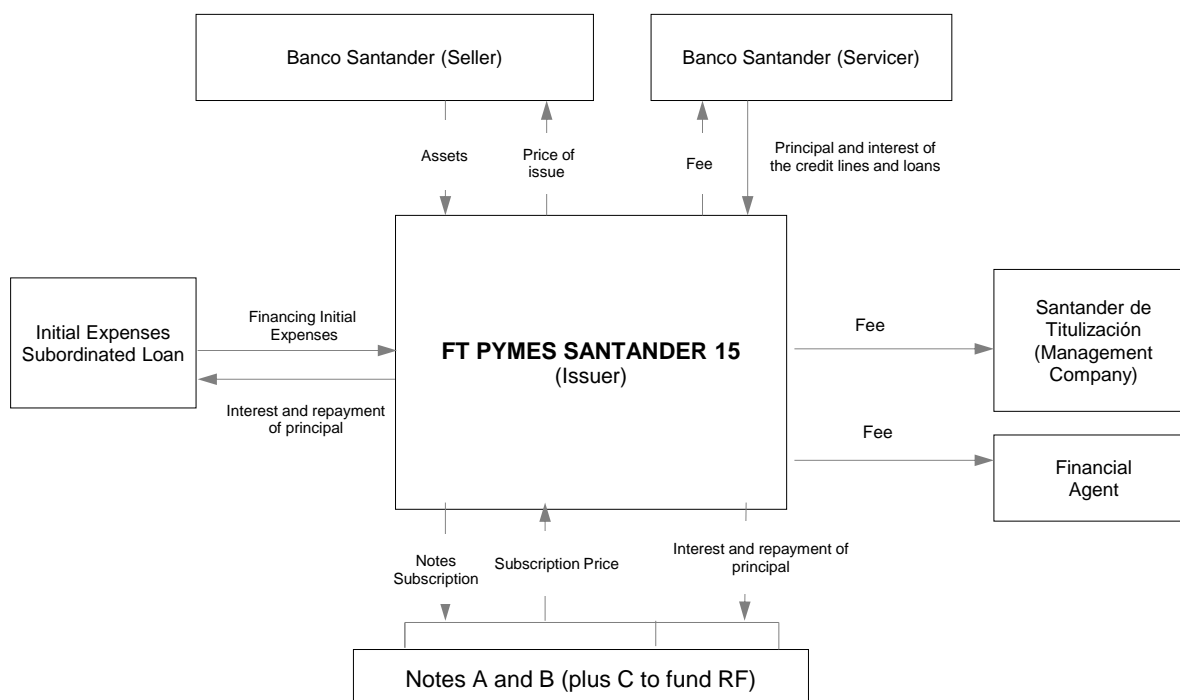 Banco Santander (Seller)
Banco Santander (Servicer)
Assets
Price of
issue
Fee
Principal and interest of
the credit lines and loans
Initial Expenses
Subordinated Loan
Financing Initial
Expenses
Interest and repayment
of principal
FT PYMES SANTANDER 15
(Issuer)
Fee
Santander de
Titulización
(Management
Company)
Fee
Financial
Agent
Notes
Subscription
Subscription Price
Interest and repayment of
principal
Notes A and B (plus C to fund RF)